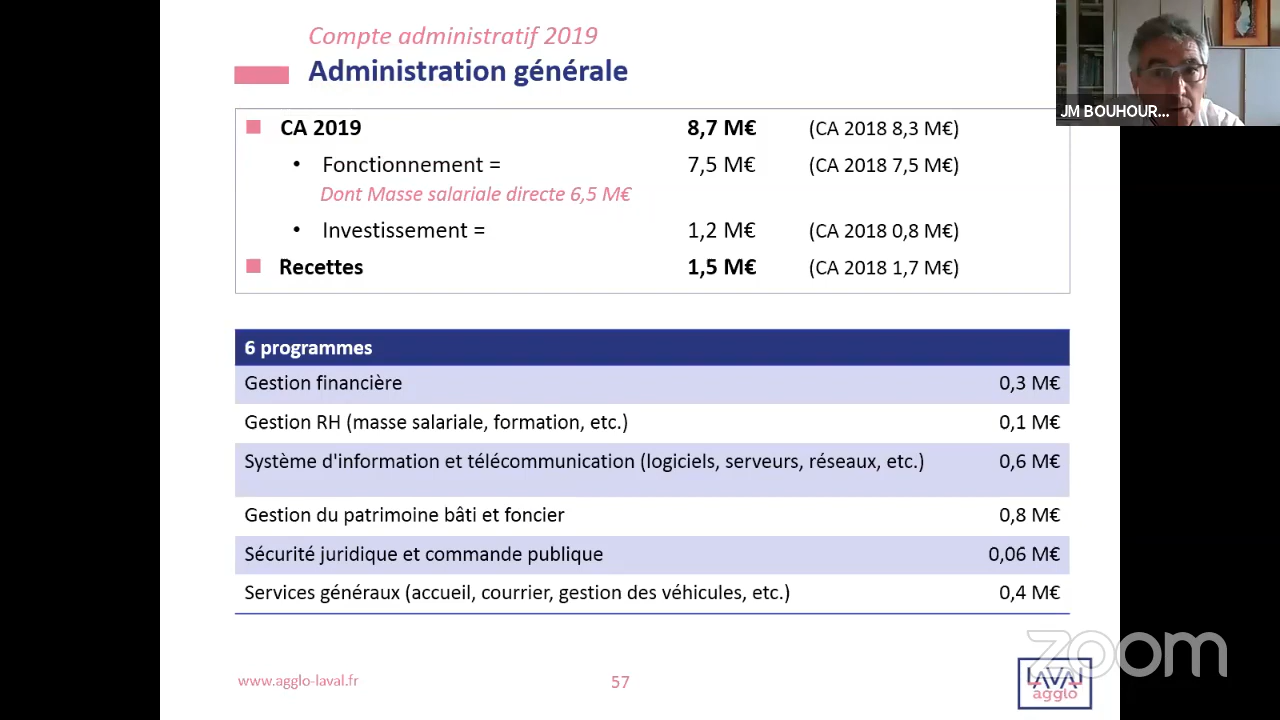 Compte administratif 2019
Administration générale
JM BOUHOUR...
CA 2019 8,7 M€ (CA 2018 8,3 M€)
• Fonctionnement = 7,5 M€ (CA 2018 7,5 M€)
Dont Masse salariale directe 6,5 M€
• Investissement = 1,2 M€ (CA 2018 0,8 M€)
Recettes 1,5 M€ (CA 2018 1,7 M€)
6 programmes
Gestion financière 0,3 M€
Gestion RH (masse salariale, formation, etc.) 0,1 M€
Système d'information et télécommunication (logiciels, serveurs, réseaux, etc.) 0,6 M€
Gestion du patrimoine bâti et foncier 0,8 M€
Sécurité juridique et commande publique 0,06 M€
Services généraux (accueil, courrier, gestion des véhicules, etc.) 0,4 M€
zoom
www.agglo-laval.fr 57
LAVAL
agglo